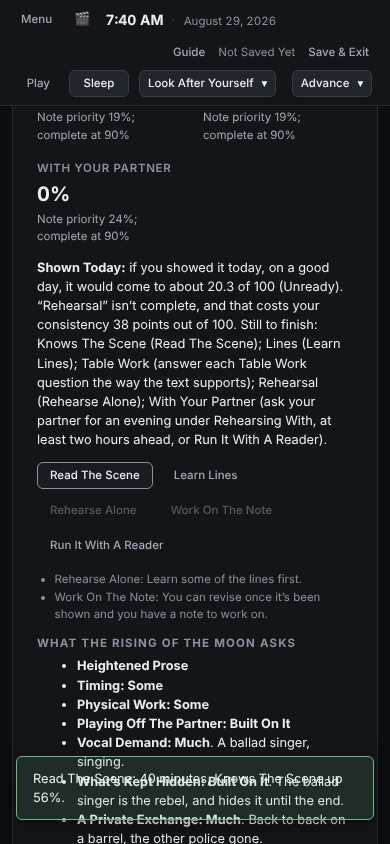 Menu 🎬 7:40 AM · August 29, 2026
Guide Not Saved Yet Save & Exit
Play Sleep Look After Yourself ▾ Advance ▾
Note priority 19%; Note priority 19%;
complete at 90% complete at 90%
WITH YOUR PARTNER
0%
Note priority 24%;
complete at 90%
Shown Today: if you showed it today, on a good
day, it would come to about 20.3 of 100 (Unready).
“Rehearsal” isn’t complete, and that costs your
consistency 38 points out of 100. Still to finish:
Knows The Scene (Read The Scene); Lines (Learn
Lines); Table Work (answer each Table Work
question the way the text supports); Rehearsal
(Rehearse Alone); With Your Partner (ask your
partner for an evening under Rehearsing With, at
least two hours ahead, or Run It With A Reader).
Read The Scene Learn Lines
Rehearse Alone Work On The Note
Run It With A Reader
• Rehearse Alone: Learn some of the lines first.
• Work On The Note: You can revise once it’s been
shown and you have a note to work on.
WHAT THE RISING OF THE MOON ASKS
• Heightened Prose
• Timing: Some
• Physical Work: Some
• Playing Off The Partner: Built On It
• Vocal Demand: Much. A ballad singer,
singing.
Read The Scene: 40 minutes. Knows The Scene up
56%.
• What’s Kept Hidden: Built On It. The ballad
singer is the rebel, and hides it until the end.
• A Private Exchange: Much. Back to back on
a barrel, the other police gone.